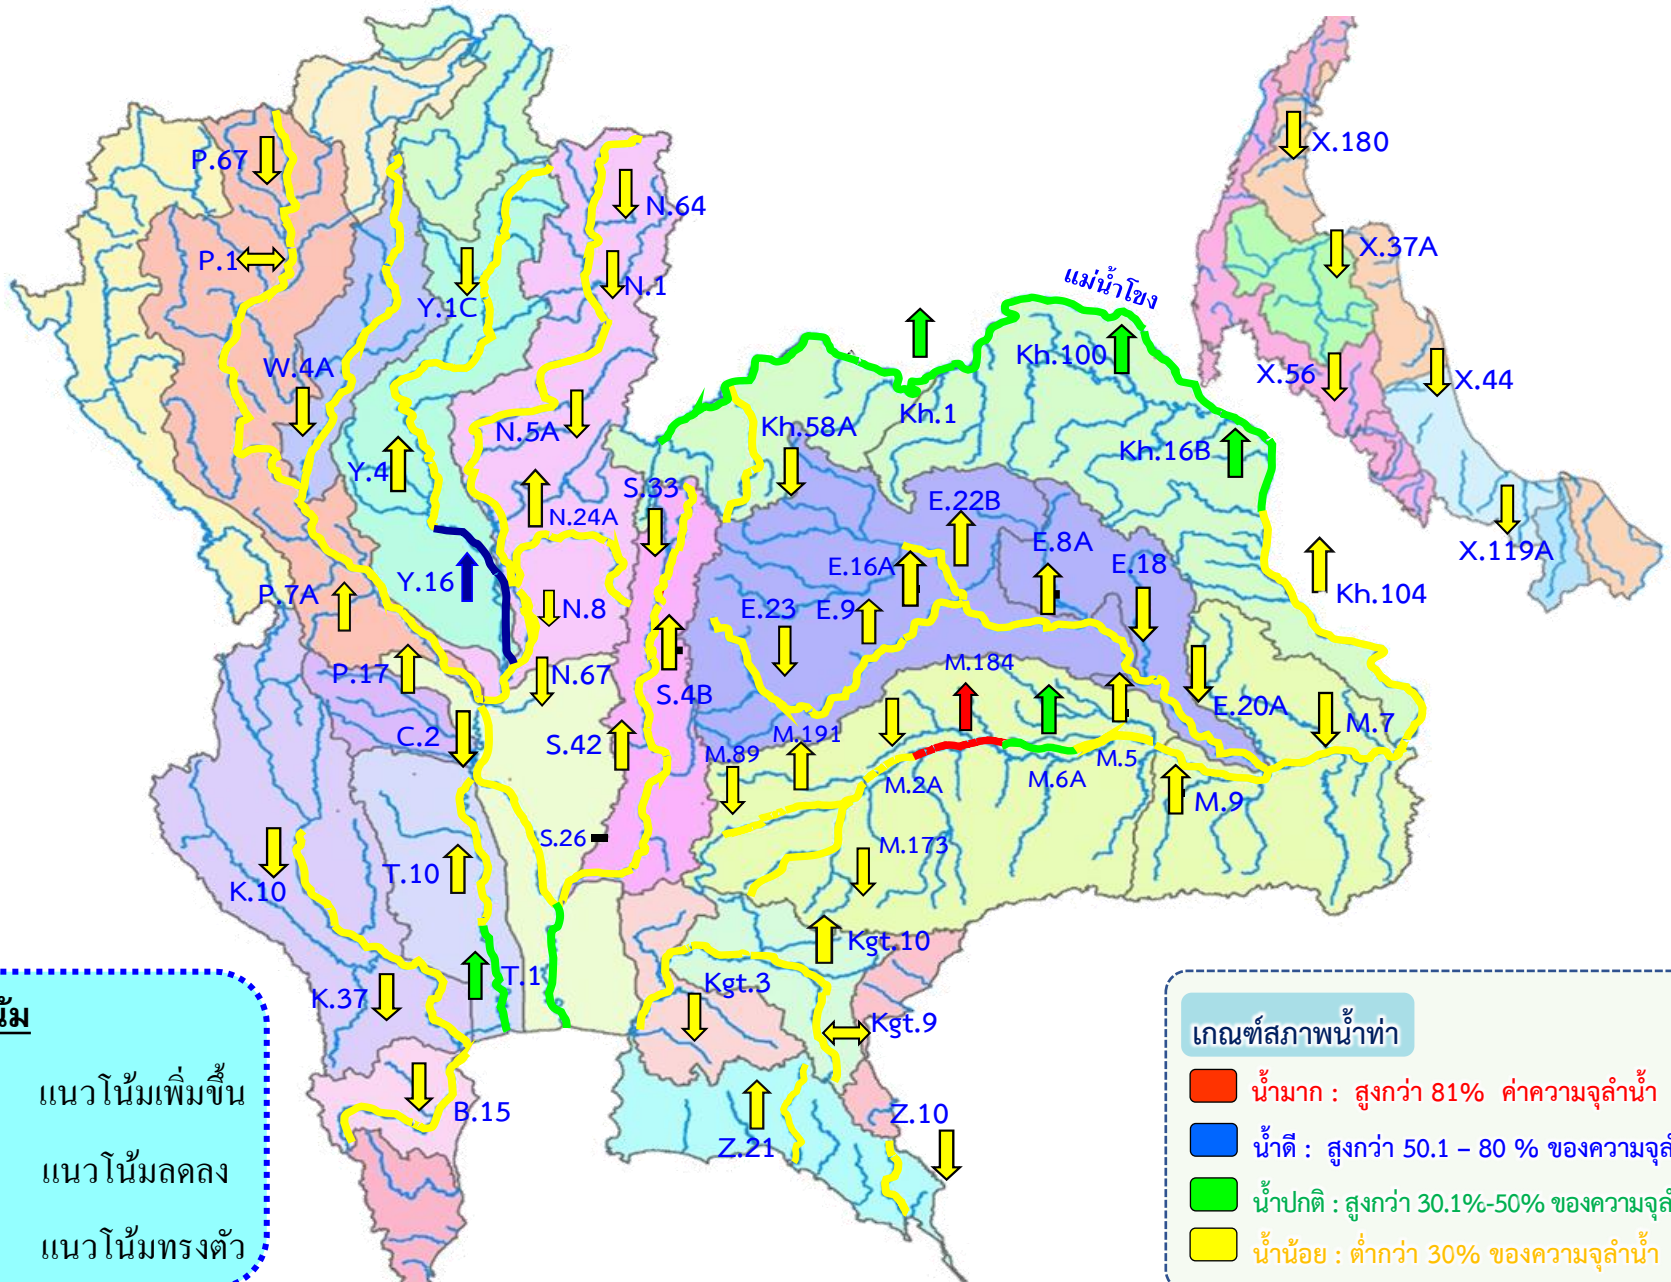 P.67
X.180
N.64
X.37A
P.1
N.1
แม่น้ำโขง
Y.1C
Kh.100
W.4A
X.56
X.44
Kh.1
Kh.58A
N.5A
Kh.16B
Y.4
S.33
E.22B
N.24A
E.8A
X.119A
E.16A
E.18
Y.16
P.7A
Kh.104
N.8
E.23
E.9
M.184
P.17
N.67
S.4B
E.20A
M.7
C.2
S.42
M.191
M.89
M.5
M.2A
M.6A
M.9
S.26
M.173
T.10
K.10
Kgt.10
T.1
Kgt.3
K.37
Kgt.9
B.15
Z.10
Z.21
แนวโน้มเพิ่มขึ้น
แนวโน้มลดลง
แนวโน้มทรงตัว
เกณฑ์สภาพน้ำท่า
น้ำมาก : สูงกว่า 81% ค่าความจุลำน้ำ
น้ำดี : สูงกว่า 50.1 – 80 % ของความจุลำ
น้ำปกติ : สูงกว่า 30.1%-50% ของความจุลำ
น้ำน้อย : ต่ำกว่า 30% ของความจุลำน้ำ